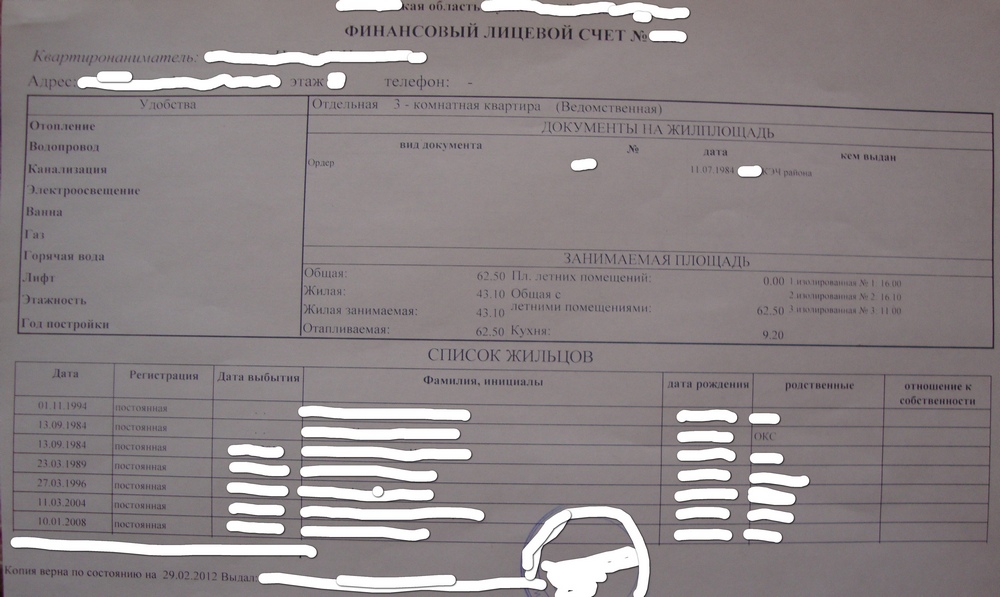 кая область
ФИНАНСОВЫЙ ЛИЦЕВОЙ СЧЕТ №
Квартиронаниматель:
Адрес: этаж телефон: -
Удобства
Отопление
Водопровод
Канализация
Электроосвещение
Ванна
Газ
Горячая вода
Лифт
Этажность
Год постройки
Отдельная 3 - комнатная квартира (Ведомственная)
ДОКУМЕНТЫ НА ЖИЛПЛОЩАДЬ
вид документа № дата кем выдан
Ордер 11.07.1984 КЭЧ района
ЗАНИМАЕМАЯ ПЛОЩАДЬ
Общая: 62.50 Пл. летних помещений: 0.00 1 изолированная № 1: 16.00
Жилая: 43.10 Общая с 2 изолированная № 2: 16.10
Жилая занимаемая: 43.10 летними помещениями: 62.50 3 изолированная № 3: 11.00
Отапливаемая: 62.50 Кухня: 9.20
СПИСОК ЖИЛЬЦОВ
Дата Регистрация Дата выбытия Фамилия, инициалы дата рождения родственные отношение к собственности
01.11.1994 постоянная
13.09.1984 постоянная ОКС
13.09.1984 постоянная
23.03.1989 постоянная
27.03.1996 постоянная
11.03.2004 постоянная
10.01.2008 постоянная
Копия верна по состоянию на 29.02.2012 Выдал: